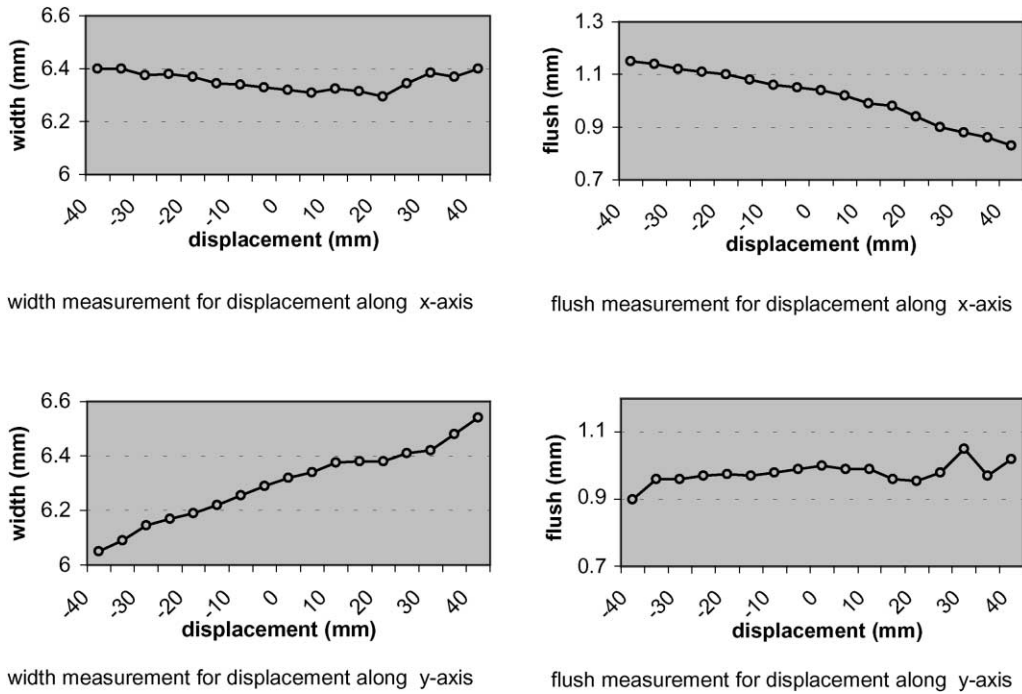 6.6
6.4
6.2
6
width (mm)
-40 -30 -20 -10 0 10 20 30 40
displacement (mm)
width measurement for displacement along x-axis
1.3
1.1
0.9
0.7
flush (mm)
-40 -30 -20 -10 0 10 20 30 40
displacement (mm)
flush measurement for displacement along x-axis
6.6
6.4
6.2
6
width (mm)
-40 -30 -20 -10 0 10 20 30 40
displacement (mm)
width measurement for displacement along y-axis
1.1
0.9
0.7
flush (mm)
-40 -30 -20 -10 0 10 20 30 40
displacement (mm)
flush measurement for displacement along y-axis